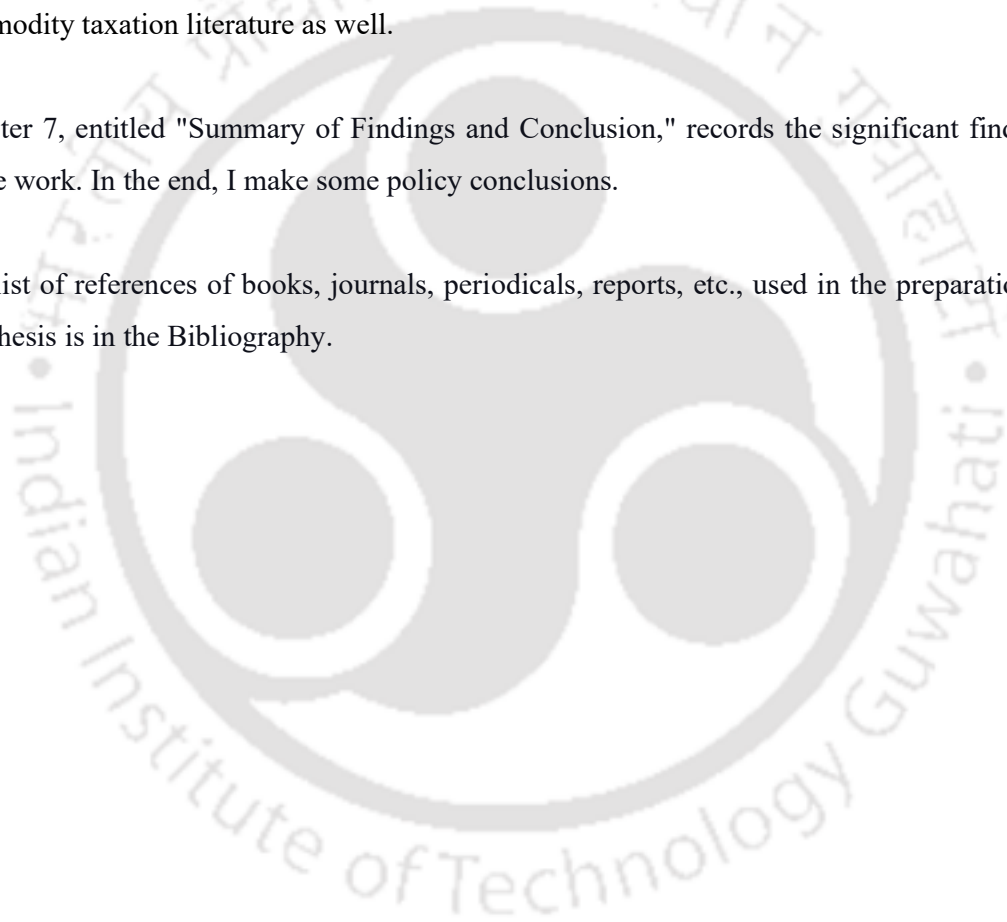 modity taxation literature as well.
ter 7, entitled "Summary of Findings and Conclusion," records the significant find
e work. In the end, I make some policy conclusions.
ist of references of books, journals, periodicals, reports, etc., used in the preparatio
hesis is in the Bibliography.
Indian Institute of Technology Guwahati